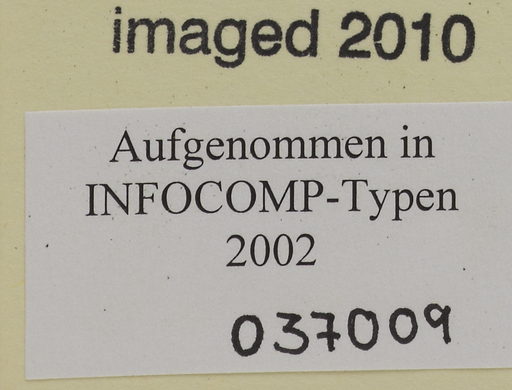 imaged 2010
Aufgenommen in
INFOCOMP-Typen
2002
037009